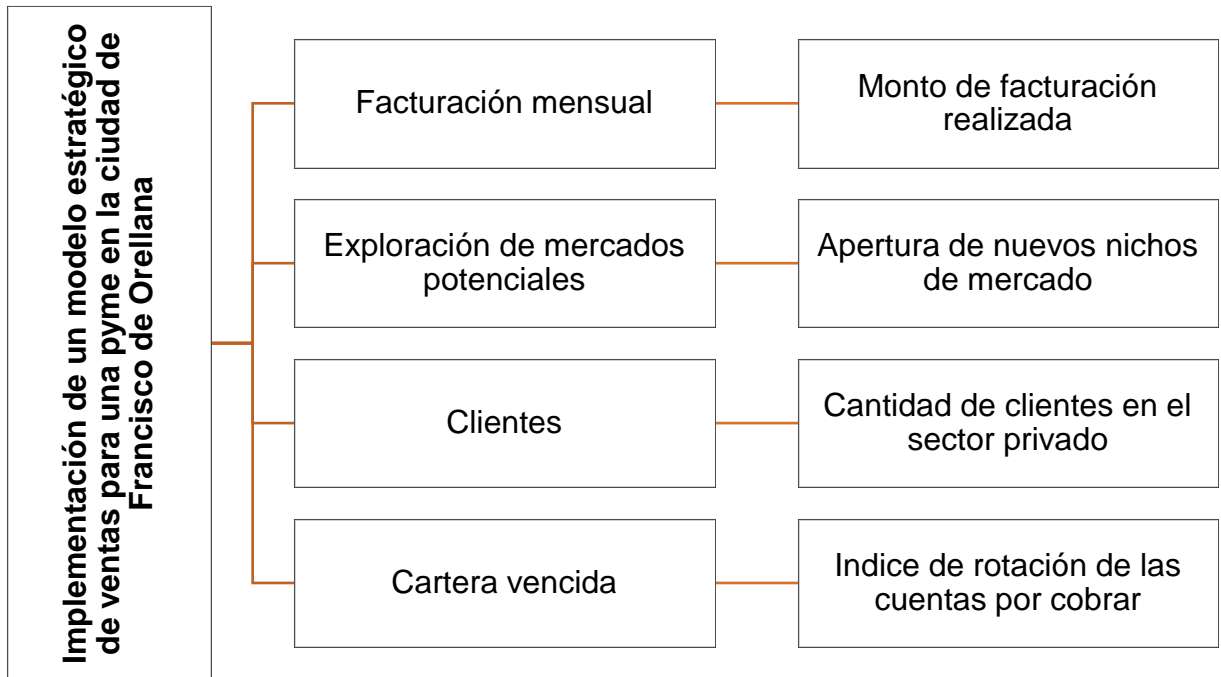 Implementación de un modelo estratégico
de ventas para una pyme en la ciudad de
Francisco de Orellana
Facturación mensual
Monto de facturación
realizada
Exploración de mercados
potenciales
Apertura de nuevos nichos
de mercado
Clientes
Cantidad de clientes en el
sector privado
Cartera vencida
Indice de rotación de las
cuentas por cobrar